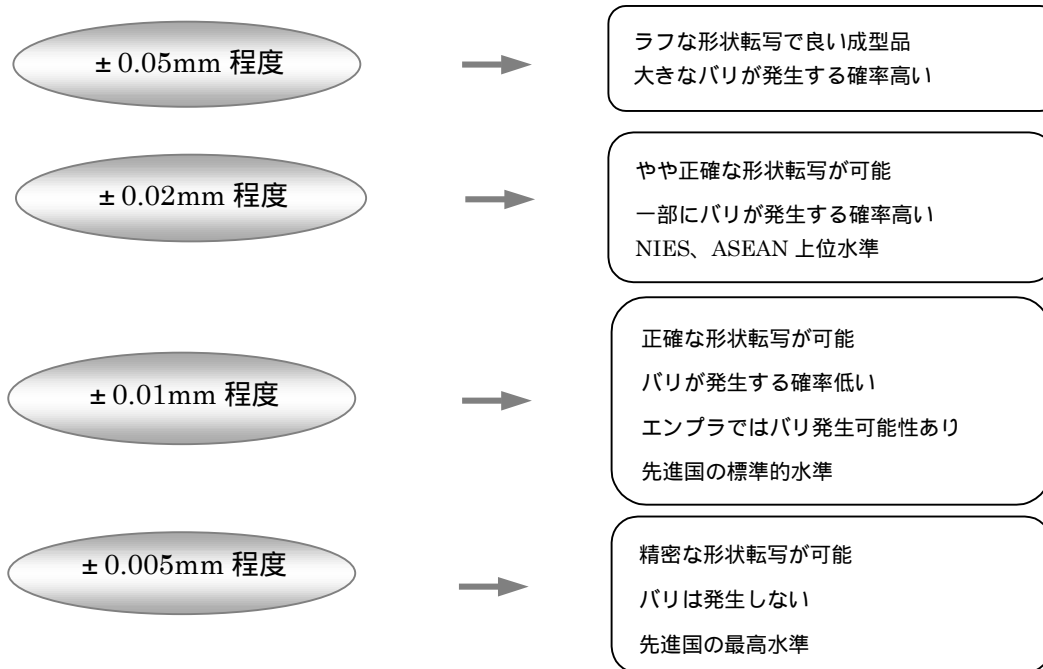 ± 0.05mm 程度
ラフな形状転写で良い成型品
大きなバリが発生する確率高い
± 0.02mm 程度
やや正確な形状転写が可能
一部にバリが発生する確率高い
NIES、ASEAN 上位水準
± 0.01mm 程度
正確な形状転写が可能
バリが発生する確率低い
エンプラではバリ発生可能性あり
先進国の標準的水準
± 0.005mm 程度
精密な形状転写が可能
バリは発生しない
先進国の最高水準